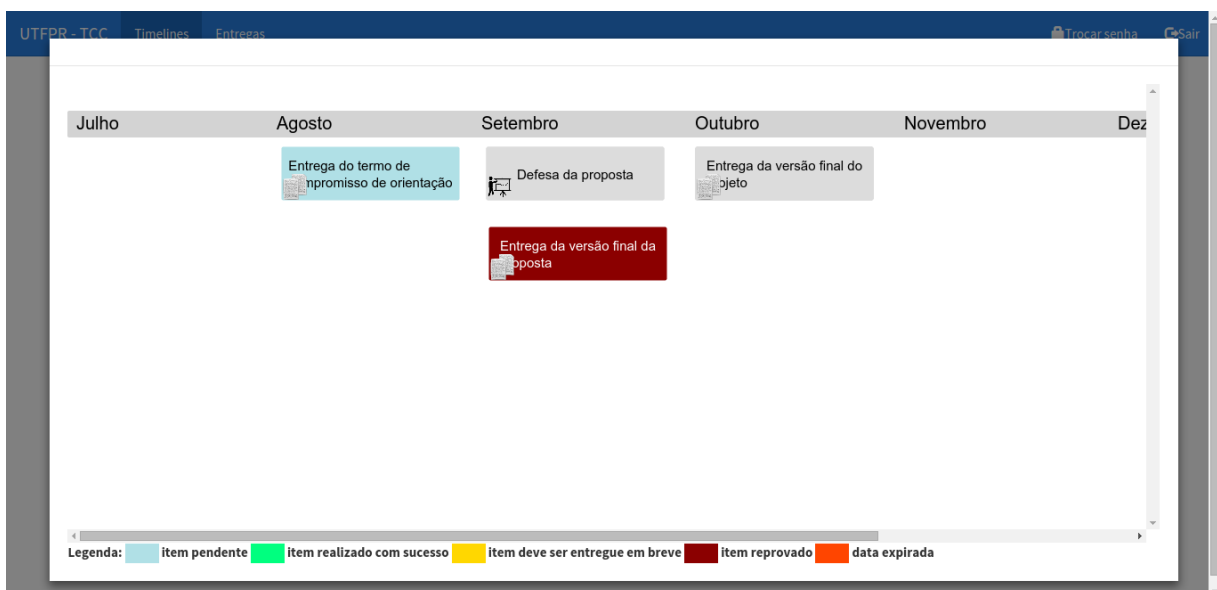 UTFPR - TCC Timelines Entregas Trocar senha Sair
Julho Agosto Setembro Outubro Novembro Dez
Entrega do termo de
mpromisso de orientação
Defesa da proposta
Entrega da versão final do
ojeto
Entrega da versão final da
oposta
Legenda: item pendente item realizado com sucesso item deve ser entregue em breve item reprovado data expirada